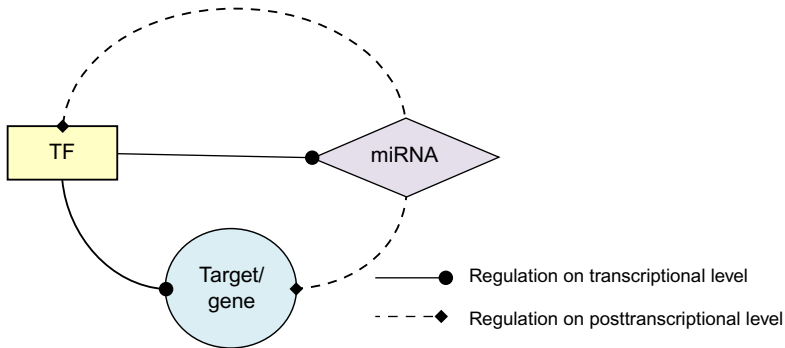 TF
miRNA
Target/
gene
Regulation on transcriptional level
Regulation on posttranscriptional level